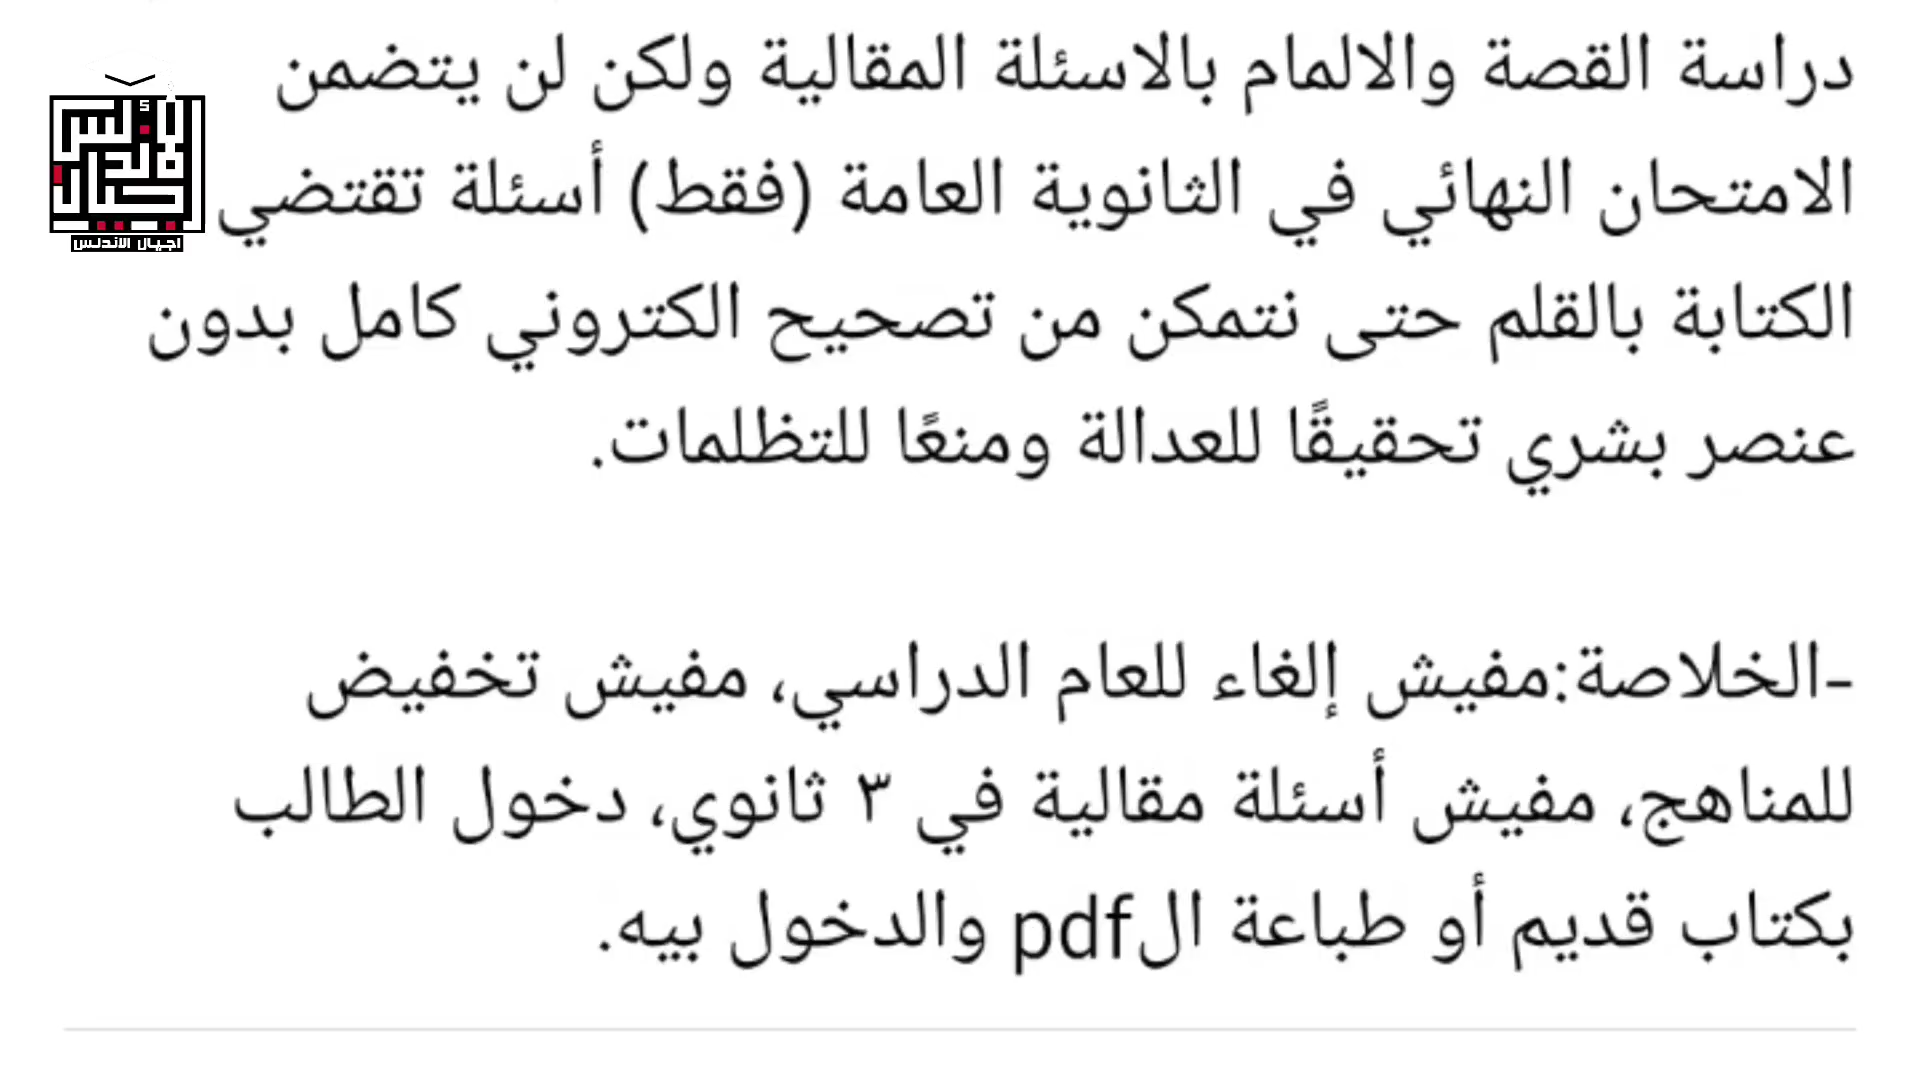 دراسة القصة والالمام بالاسئلة المقالية ولكن لن يتضمن
الامتحان النهائي في الثانوية العامة (فقط) أسئلة تقتضي
الكتابة بالقلم حتى نتمكن من تصحيح الكتروني كامل بدون
عنصر بشري تحقيقًا للعدالة ومنعًا للتظلمات.
-الخلاصة:مفيش إلغاء للعام الدراسي، مفيش تخفيض
للمناهج، مفيش أسئلة مقالية في ٣ ثانوي، دخول الطالب
بكتاب قديم أو طباعة الpdf والدخول بيه.
اجيال الاندلس